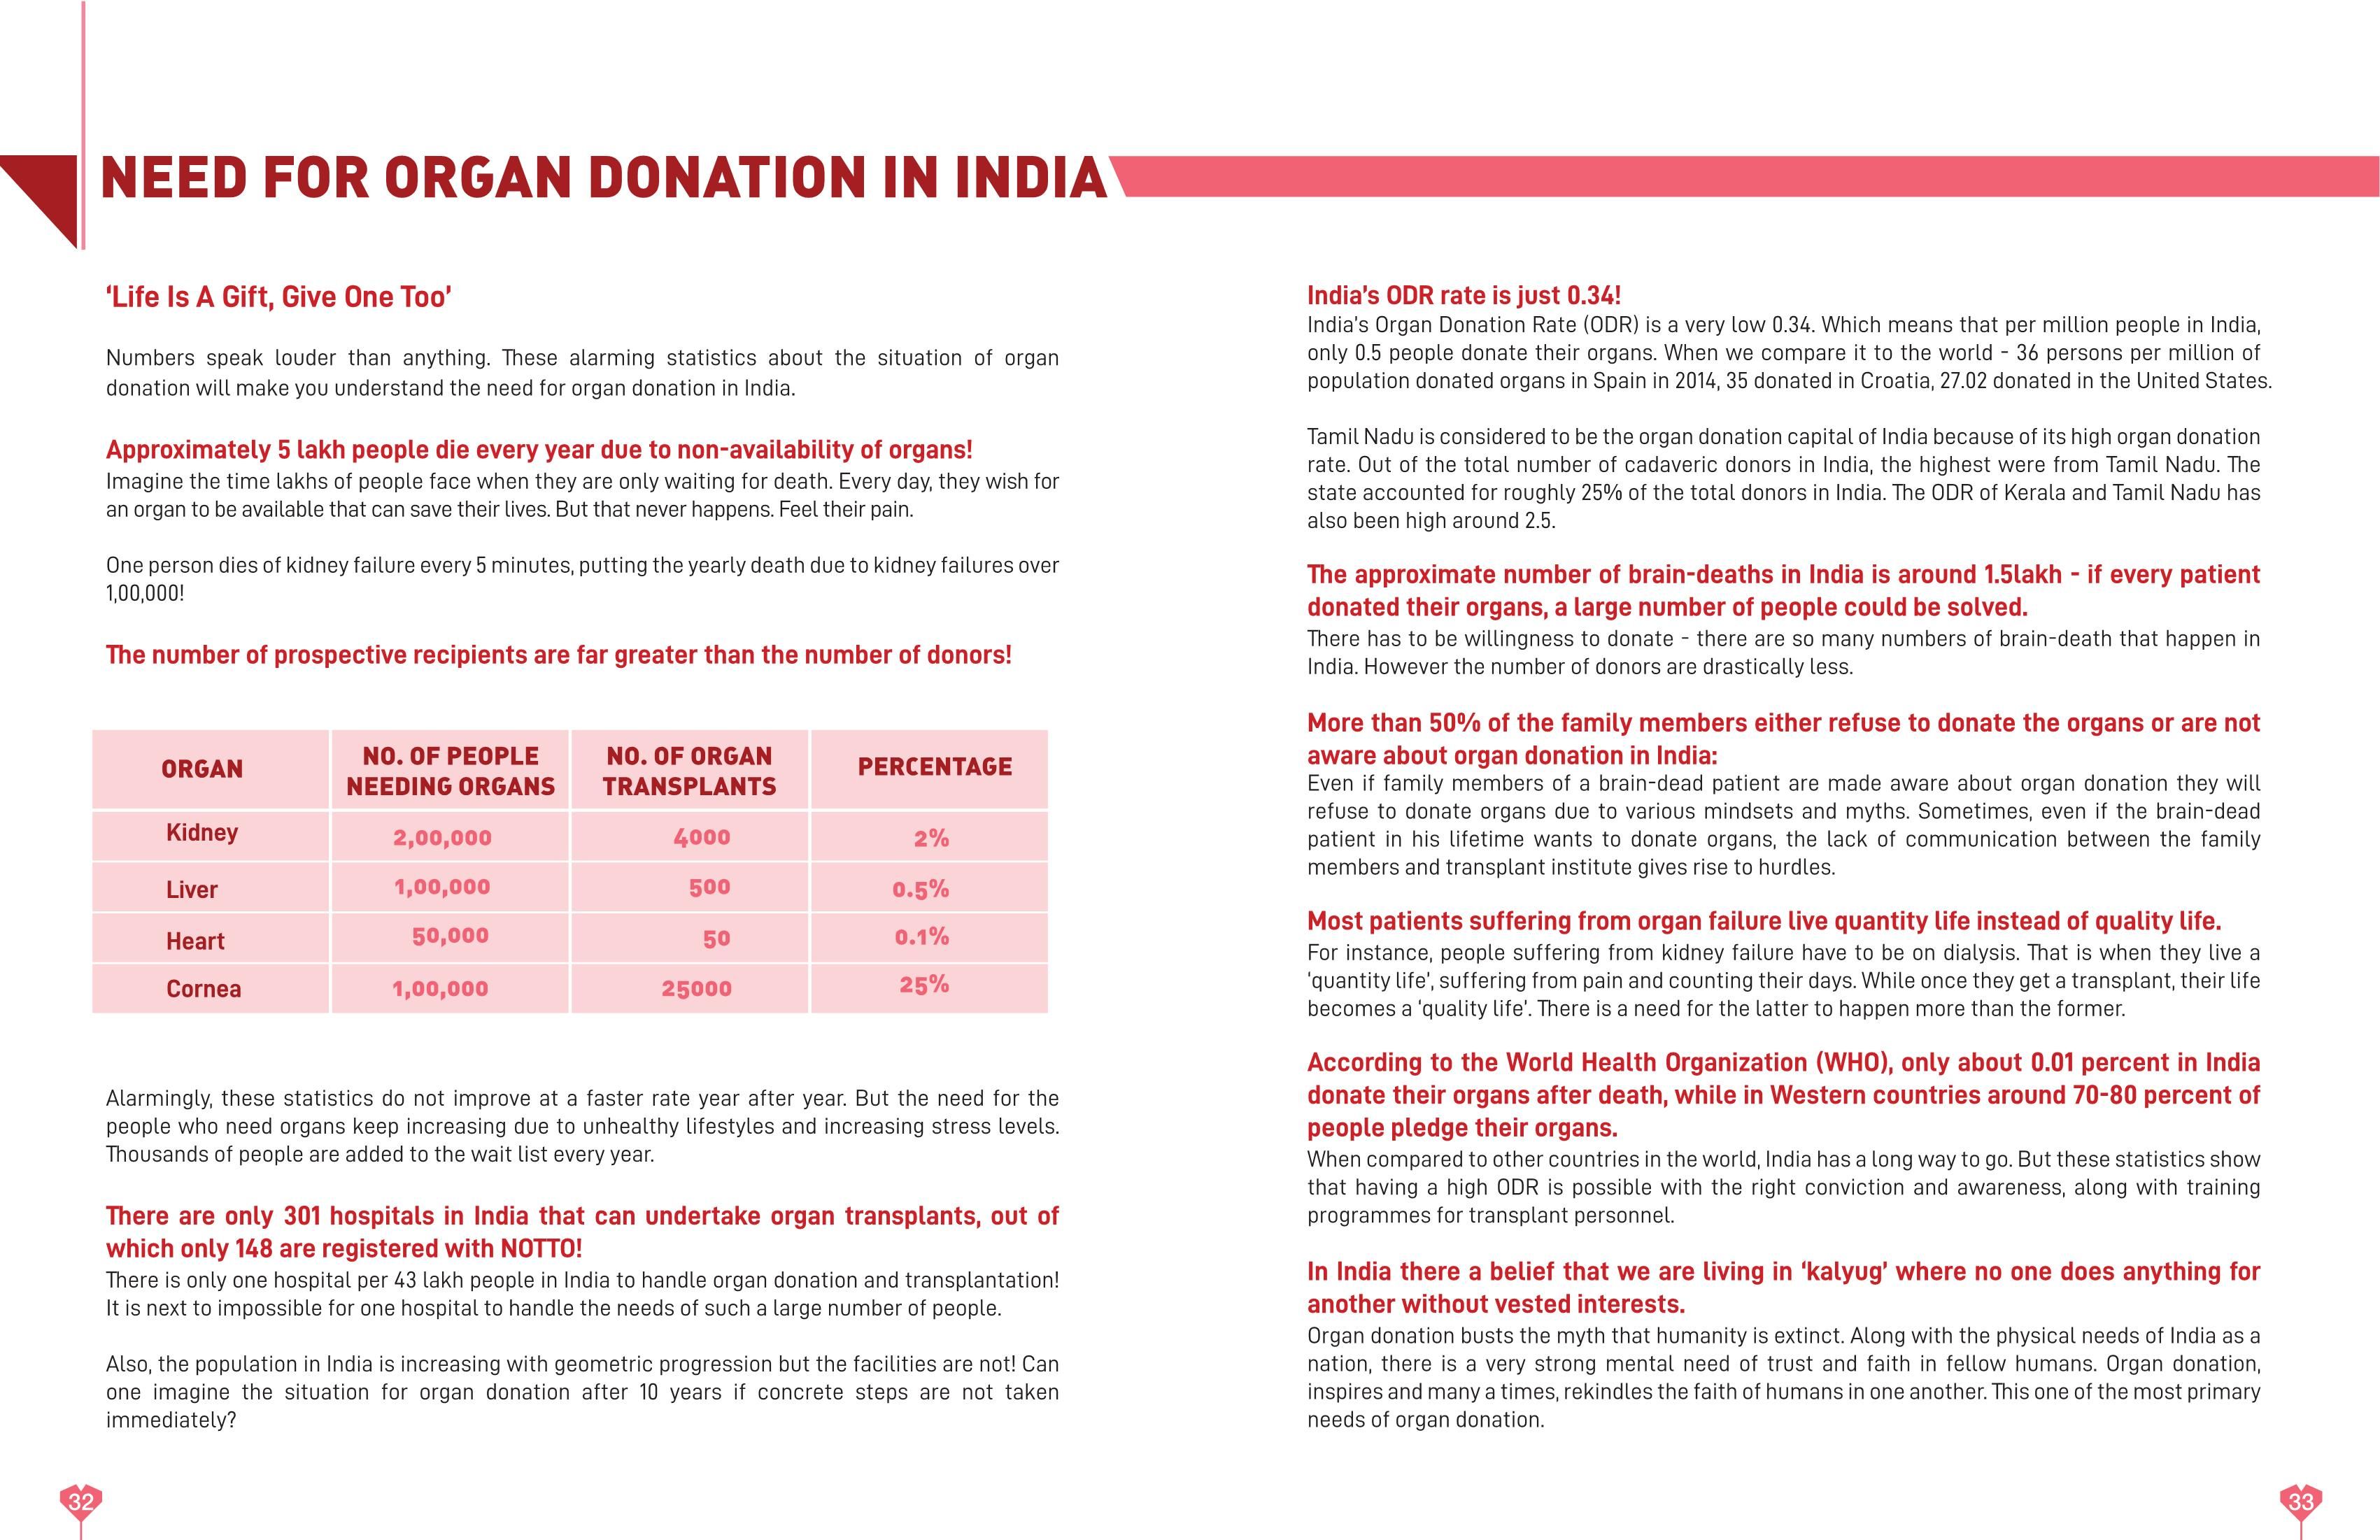 NEED FOR ORGAN DONATION IN INDIA
‘Life Is A Gift, Give One Too’
Numbers speak louder than anything. These alarming statistics about the situation of organ
donation will make you understand the need for organ donation in India.
Approximately 5 lakh people die every year due to non-availability of organs!
Imagine the time lakhs of people face when they are only waiting for death. Every day, they wish for
an organ to be available that can save their lives. But that never happens. Feel their pain.
One person dies of kidney failure every 5 minutes, putting the yearly death due to kidney failures over
1,00,000!
The number of prospective recipients are far greater than the number of donors!
ORGAN NO. OF PEOPLE NEEDING ORGANS NO. OF ORGAN TRANSPLANTS PERCENTAGE
Kidney 2,00,000 4000 2%
Liver 1,00,000 500 0.5%
Heart 50,000 50 0.1%
Cornea 1,00,000 25000 25%
Alarmingly, these statistics do not improve at a faster rate year after year. But the need for the
people who need organs keep increasing due to unhealthy lifestyles and increasing stress levels.
Thousands of people are added to the wait list every year.
There are only 301 hospitals in India that can undertake organ transplants, out of
which only 148 are registered with NOTTO!
There is only one hospital per 43 lakh people in India to handle organ donation and transplantation!
It is next to impossible for one hospital to handle the needs of such a large number of people.
Also, the population in India is increasing with geometric progression but the facilities are not! Can
one imagine the situation for organ donation after 10 years if concrete steps are not taken
immediately?
32
India’s ODR rate is just 0.34!
India’s Organ Donation Rate (ODR) is a very low 0.34. Which means that per million people in India,
only 0.5 people donate their organs. When we compare it to the world - 36 persons per million of
population donated organs in Spain in 2014, 35 donated in Croatia, 27.02 donated in the United States.
Tamil Nadu is considered to be the organ donation capital of India because of its high organ donation
rate. Out of the total number of cadaveric donors in India, the highest were from Tamil Nadu. The
state accounted for roughly 25% of the total donors in India. The ODR of Kerala and Tamil Nadu has
also been high around 2.5.
The approximate number of brain-deaths in India is around 1.5lakh - if every patient
donated their organs, a large number of people could be solved.
There has to be willingness to donate - there are so many numbers of brain-death that happen in
India. However the number of donors are drastically less.
More than 50% of the family members either refuse to donate the organs or are not
aware about organ donation in India:
Even if family members of a brain-dead patient are made aware about organ donation they will
refuse to donate organs due to various mindsets and myths. Sometimes, even if the brain-dead
patient in his lifetime wants to donate organs, the lack of communication between the family
members and transplant institute gives rise to hurdles.
Most patients suffering from organ failure live quantity life instead of quality life.
For instance, people suffering from kidney failure have to be on dialysis. That is when they live a
‘quantity life’, suffering from pain and counting their days. While once they get a transplant, their life
becomes a ‘quality life’. There is a need for the latter to happen more than the former.
According to the World Health Organization (WHO), only about 0.01 percent in India
donate their organs after death, while in Western countries around 70-80 percent of
people pledge their organs.
When compared to other countries in the world, India has a long way to go. But these statistics show
that having a high ODR is possible with the right conviction and awareness, along with training
programmes for transplant personnel.
In India there a belief that we are living in ‘kalyug’ where no one does anything for
another without vested interests.
Organ donation busts the myth that humanity is extinct. Along with the physical needs of India as a
nation, there is a very strong mental need of trust and faith in fellow humans. Organ donation,
inspires and many a times, rekindles the faith of humans in one another. This one of the most primary
needs of organ donation.
33